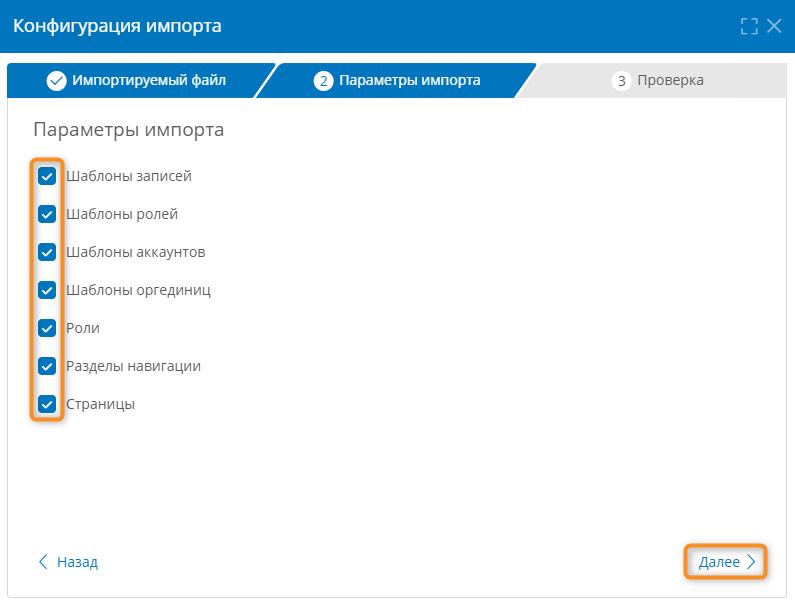 Конфигурация импорта
Импортируемый файл
2 Параметры импорта
3 Проверка
Параметры импорта
Шаблоны записей
Шаблоны ролей
Шаблоны аккаунтов
Шаблоны оргединиц
Роли
Разделы навигации
Страницы
Назад
Далее